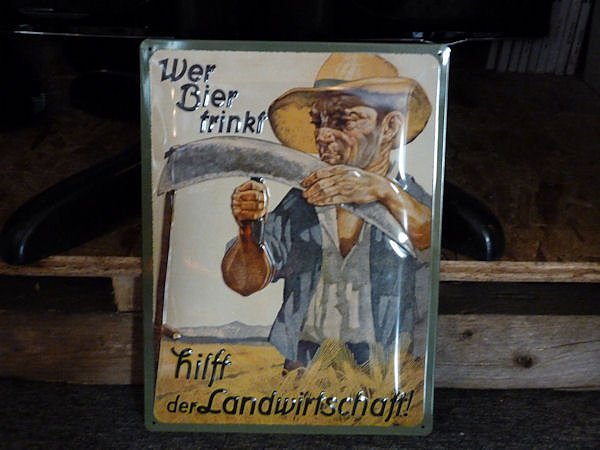 Wer
Bier
trinkt
hilft
der Landwirtschaft!